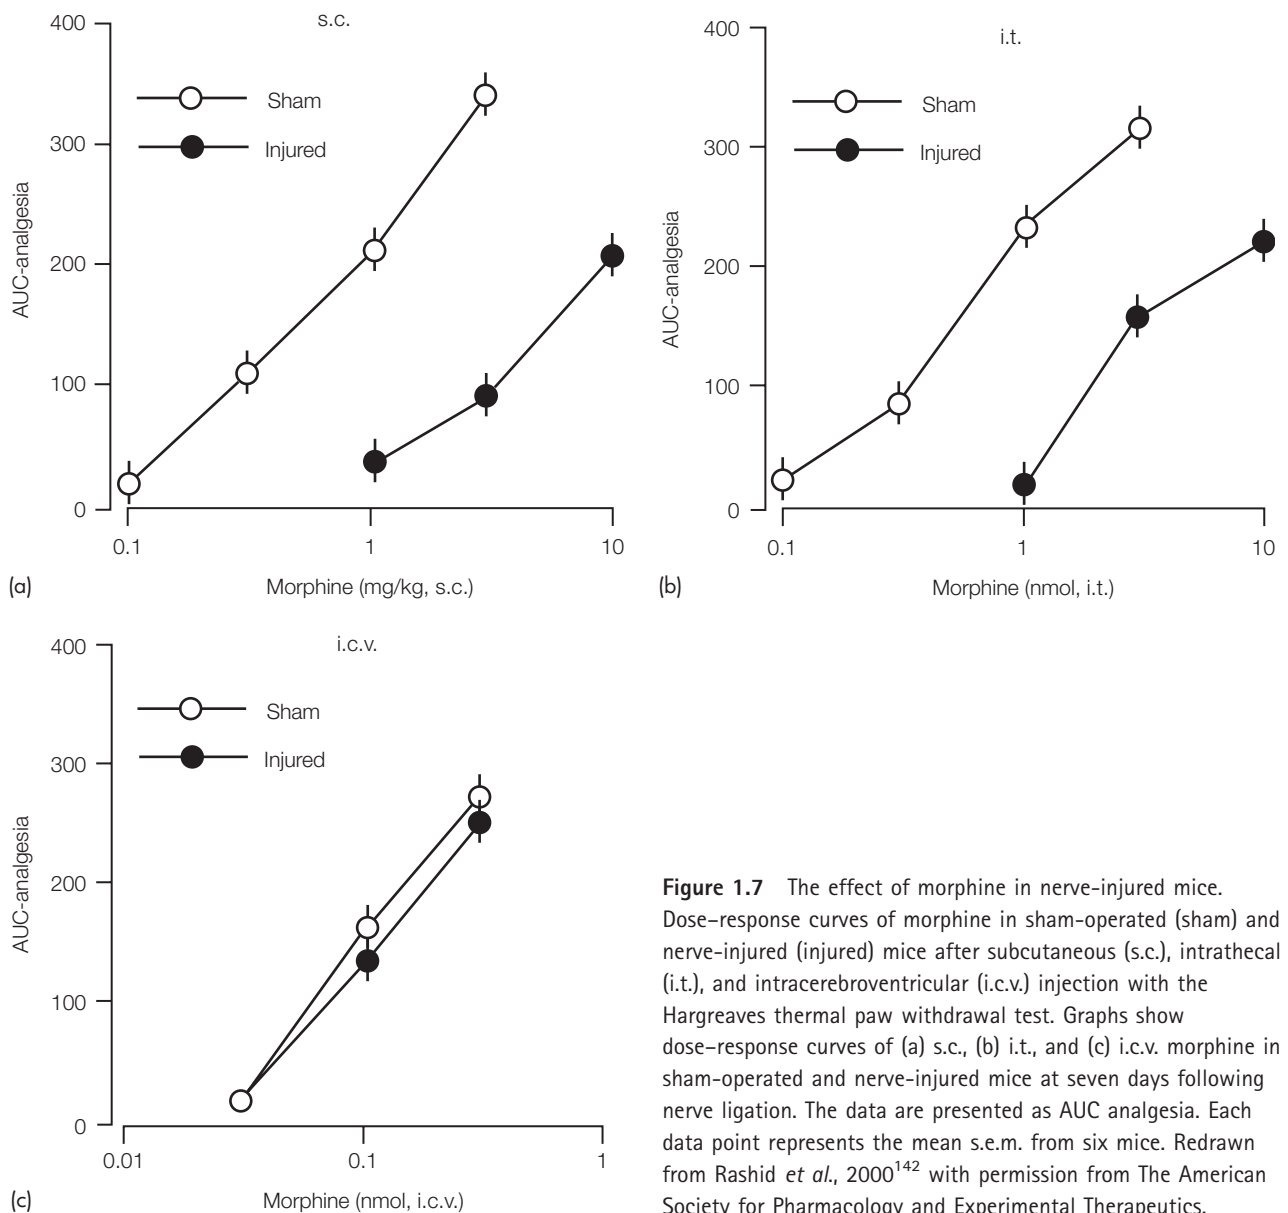 s.c.
400
300
200
100
0
AUC-analgesia
Sham
Injured
0.1 1 10
Morphine (mg/kg, s.c.)
(a)
i.t.
400
300
200
100
0
AUC-analgesia
Sham
Injured
0.1 1 10
Morphine (nmol, i.t.)
(b)
i.c.v.
400
300
200
100
0
AUC-analgesia
Sham
Injured
0.01 0.1 1
Morphine (nmol, i.c.v.)
(c)
Figure 1.7 The effect of morphine in nerve-injured mice.
Dose–response curves of morphine in sham-operated (sham) and
nerve-injured (injured) mice after subcutaneous (s.c.), intrathecal
(i.t.), and intracerebroventricular (i.c.v.) injection with the
Hargreaves thermal paw withdrawal test. Graphs show
dose–response curves of (a) s.c., (b) i.t., and (c) i.c.v. morphine in
sham-operated and nerve-injured mice at seven days following
nerve ligation. The data are presented as AUC analgesia. Each
data point represents the mean s.e.m. from six mice. Redrawn
from Rashid et al., 2000142 with permission from The American
Society for Pharmacology and Experimental Therapeutics.